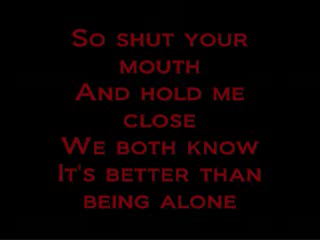 So shut your
mouth
And hold me
close
We both know
It's better than
being alone